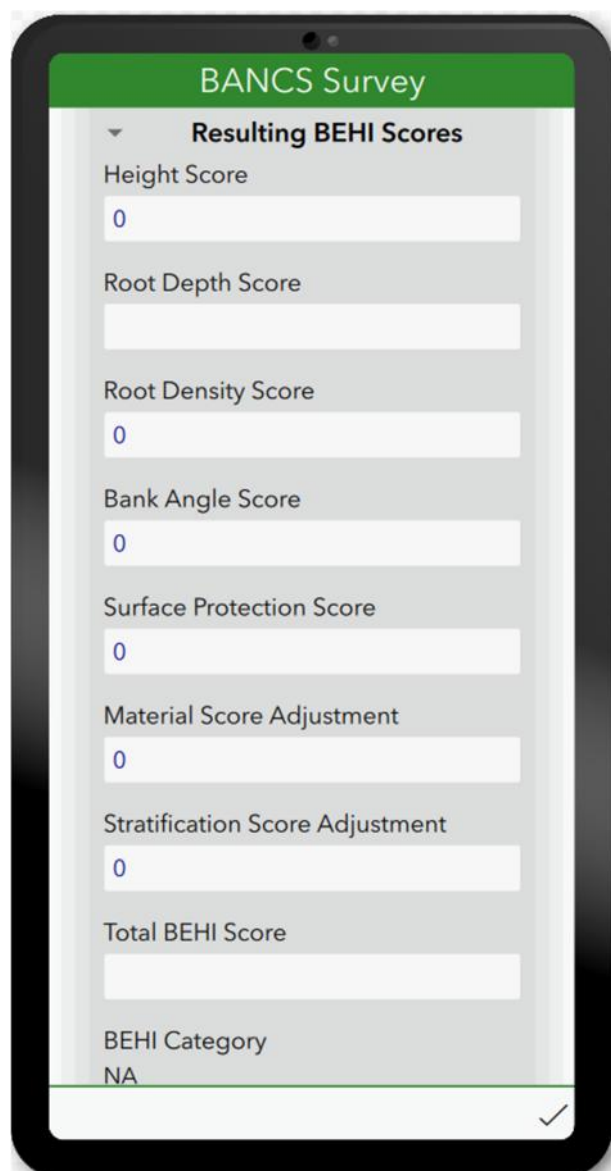 BANCS Survey
Resulting BEHI Scores
Height Score
0
Root Depth Score
Root Density Score
0
Bank Angle Score
0
Surface Protection Score
0
Material Score Adjustment
0
Stratification Score Adjustment
0
Total BEHI Score
BEHI Category
NA